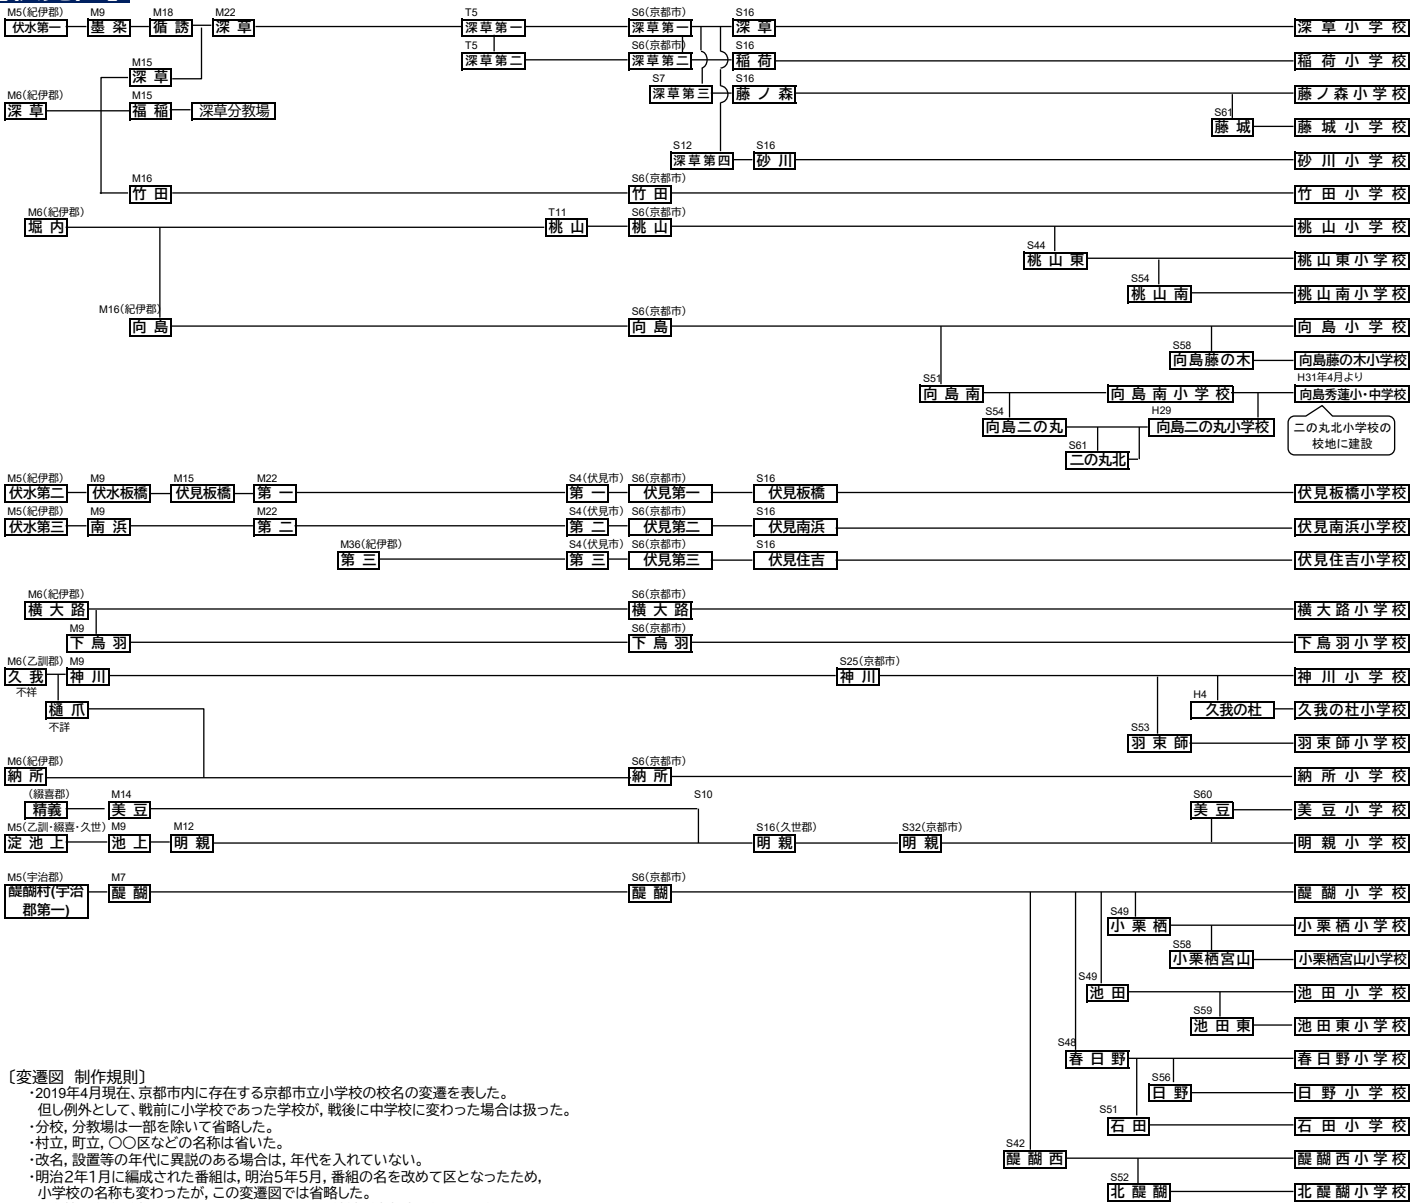 M5(紀伊郡) M9 M18 M22 T5 S6(京都市) S16
伏水第一 墨染 循誘 深草 深草第一 深草第一 深草 深草小学校
T5 S6(京都市) S16
深草第二 深草第二 稲荷 稲荷小学校
M15
深草
S7 S16
深草第三 藤ノ森 藤ノ森小学校
M6(紀伊郡) M15
深草 福稲 深草分教場
S61
藤城 藤城小学校
S12 S16
深草第四 砂川 砂川小学校
M16 S6(京都市)
竹田 竹田 竹田小学校
M6(紀伊郡) T11 S6(京都市)
堀内 桃山 桃山 桃山小学校
S44
桃山東 桃山東小学校
S54
桃山南 桃山南小学校
M16(紀伊郡) S6(京都市)
向島 向島 向島小学校
S58
向島藤の木 向島藤の木小学校
S51 H31年4月より
向島南 向島南小学校 向島秀蓮小・中学校
S54 H29
向島二の丸 向島二の丸小学校
二の丸北小学校の
校地に建設
S61
二の丸北
M5(紀伊郡) M9 M15 M22 S4(伏見市) S6(京都市) S16
伏水第二 伏水板橋 伏見板橋 第一 第一 伏見第一 伏見板橋 伏見板橋小学校
M5(紀伊郡) M9 M22 S4(伏見市) S6(京都市) S16
伏水第三 南浜 第二 第二 伏見第二 伏見南浜 伏見南浜小学校
M36(紀伊郡) S4(伏見市) S6(京都市) S16
第三 第三 伏見第三 伏見住吉 伏見住吉小学校
M6(紀伊郡) S6(京都市)
横大路 横大路 横大路小学校
M9 S6(京都市)
下鳥羽 下鳥羽 下鳥羽小学校
M6(乙訓郡) M9 S25(京都市)
久我 神川 神川 神川小学校
不祥
H4
樋爪 久我の杜 久我の杜小学校
不詳
S53
羽束師 羽束師小学校
M6(紀伊郡) S6(京都市)
納所 納所 納所小学校
(綴喜郡) M14 S10 S60
精義 美豆 美豆 美豆小学校
M5(乙訓・綴喜・久世) M9 M12 S16(久世郡) S32(京都市)
淀池上 池上 明親 明親 明親 明親小学校
M5(宇治郡) M7 S6(京都市)
醍醐村(宇治
郡第一) 醍醐 醍醐 醍醐小学校
S49
小栗栖 小栗栖小学校
S58
小栗栖宮山 小栗栖宮山小学校
S49
池田 池田小学校
S59
池田東 池田東小学校
S48
春日野 春日野小学校
S56
日野 日野小学校
S51
石田 石田小学校
S42
醍醐西 醍醐西小学校
S52
北醍醐 北醍醐小学校
〔変遷図 制作規則〕
・2019年4月現在、京都市内に存在する京都市立小学校の校名の変遷を表した。
但し例外として、戦前に小学校であった学校が,戦後に中学校に変わった場合は扱った。
・分校,分教場は一部を除いて省略した。
・村立,町立,〇〇区などの名称は省いた。
・改名,設置等の年代に異説のある場合は,年代を入れていない。
・明治2年1月に編成された番組は,明治5年5月,番組の名を改めて区となったため,
小学校の名称も変わったが,この変遷図では省略した。